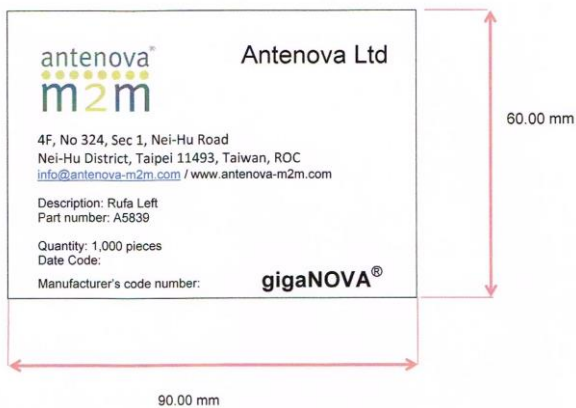 antenova®
m2m
Antenova Ltd
4F, No 324, Sec 1, Nei-Hu Road
Nei-Hu District, Taipei 11493, Taiwan, ROC
info@antenova-m2m.com / www.antenova-m2m.com
Description: Rufa Left
Part number: A5839
Quantity: 1,000 pieces
Date Code:
Manufacturer's code number:
gigaNOVA®
60.00 mm
90.00 mm